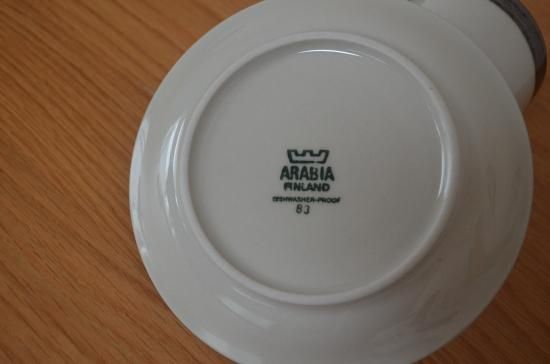 ARABIA
FINLAND
DISHWASHER-PROOF
83